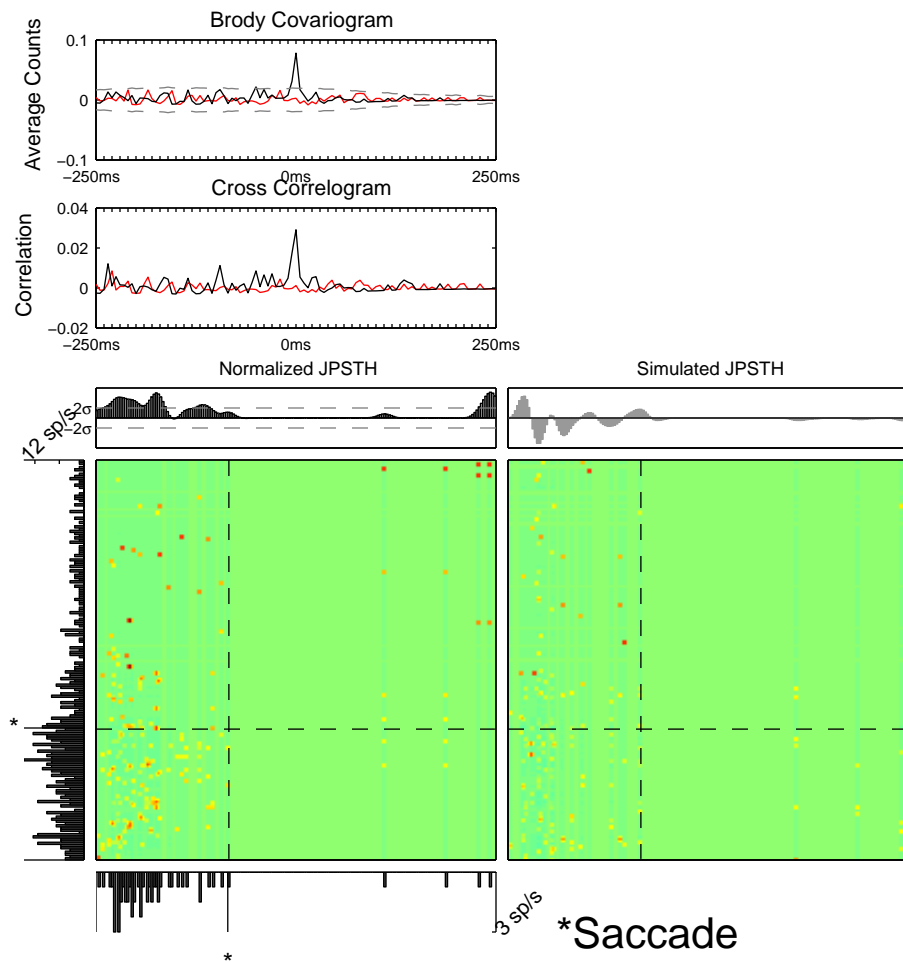 Brody Covariogram
Average Counts
0.1
0
−0.1
−250ms
0ms
250ms
Cross Correlogram
Correlation
0.04
0.02
0
−0.02
−250ms
0ms
250ms
Normalized JPSTH
Simulated JPSTH
2σ
−2σ
12 sp/s
*
3 sp/s
*
*Saccade